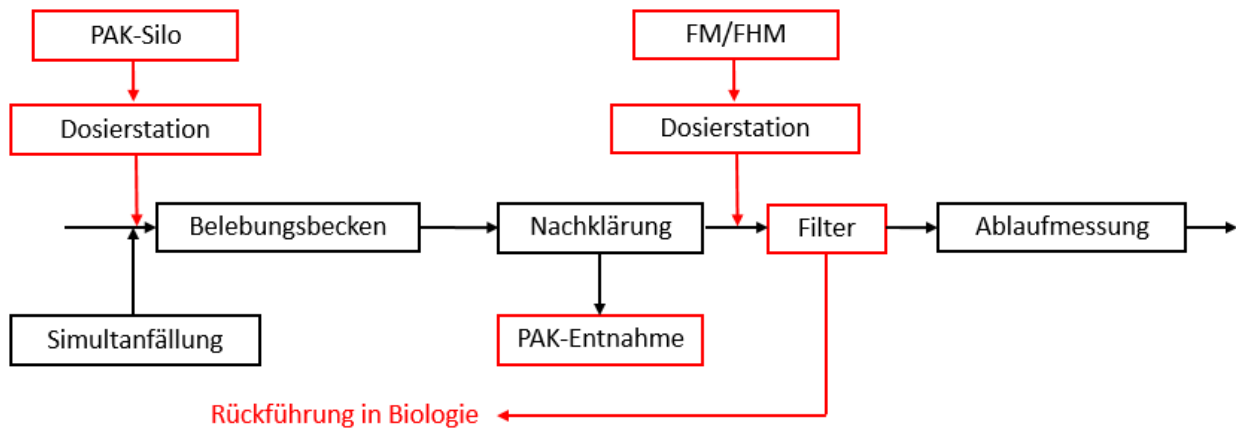 PAK-Silo
FM/FHM
Dosierstation
Dosierstation
Belebungsbecken
Nachklärung
Filter
Ablaufmessung
Simultanfällung
PAK-Entnahme
Rückführung in Biologie